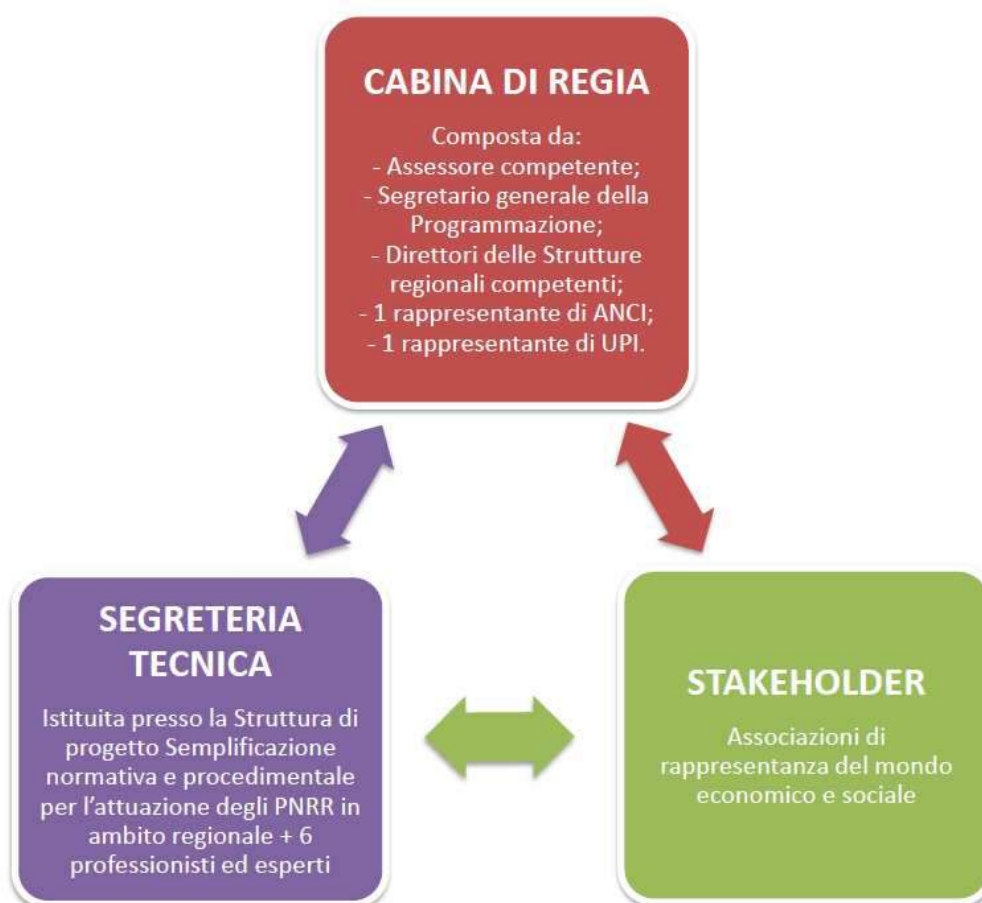 CABINA DI REGIA
Composta da:
- Assessore competente;
- Segretario generale della
Programmazione;
- Direttori delle Strutture
regionali competenti;
- 1 rappresentante di ANCI;
- 1 rappresentante di UPI.
SEGRETERIA
TECNICA
Istituita presso la Struttura di
progetto Semplificazione
normativa e procedimentale
per l'attuazione degli PNRR in
ambito regionale + 6
professionisti ed esperti
STAKEHOLDER
Associazioni di
rappresentanza del mondo
economico e sociale